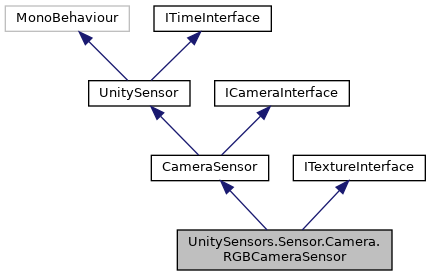 MonoBehaviour
ITimeInterface
UnitySensor
ICameraInterface
CameraSensor
ITextureInterface
UnitySensors.Sensor.Camera.
RGBCameraSensor